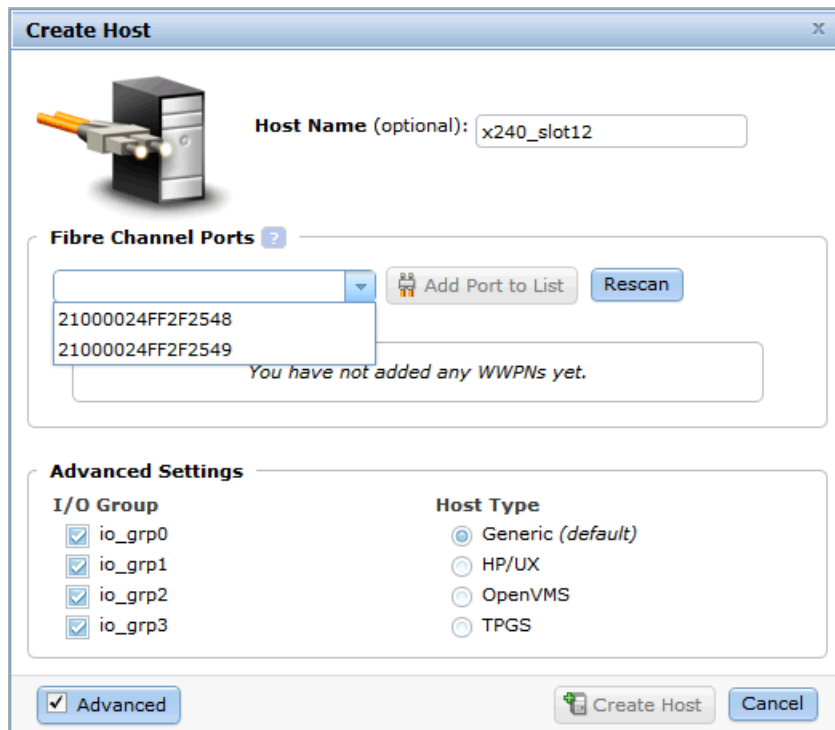 Create Host x
Host Name (optional): x240_slot12
Fibre Channel Ports ?
Add Port to List Rescan
21000024FF2F2548
21000024FF2F2549
You have not added any WWPNs yet.
Advanced Settings
I/O Group Host Type
io_grp0 Generic (default)
io_grp1 HP/UX
io_grp2 OpenVMS
io_grp3 TPGS
Advanced Create Host Cancel